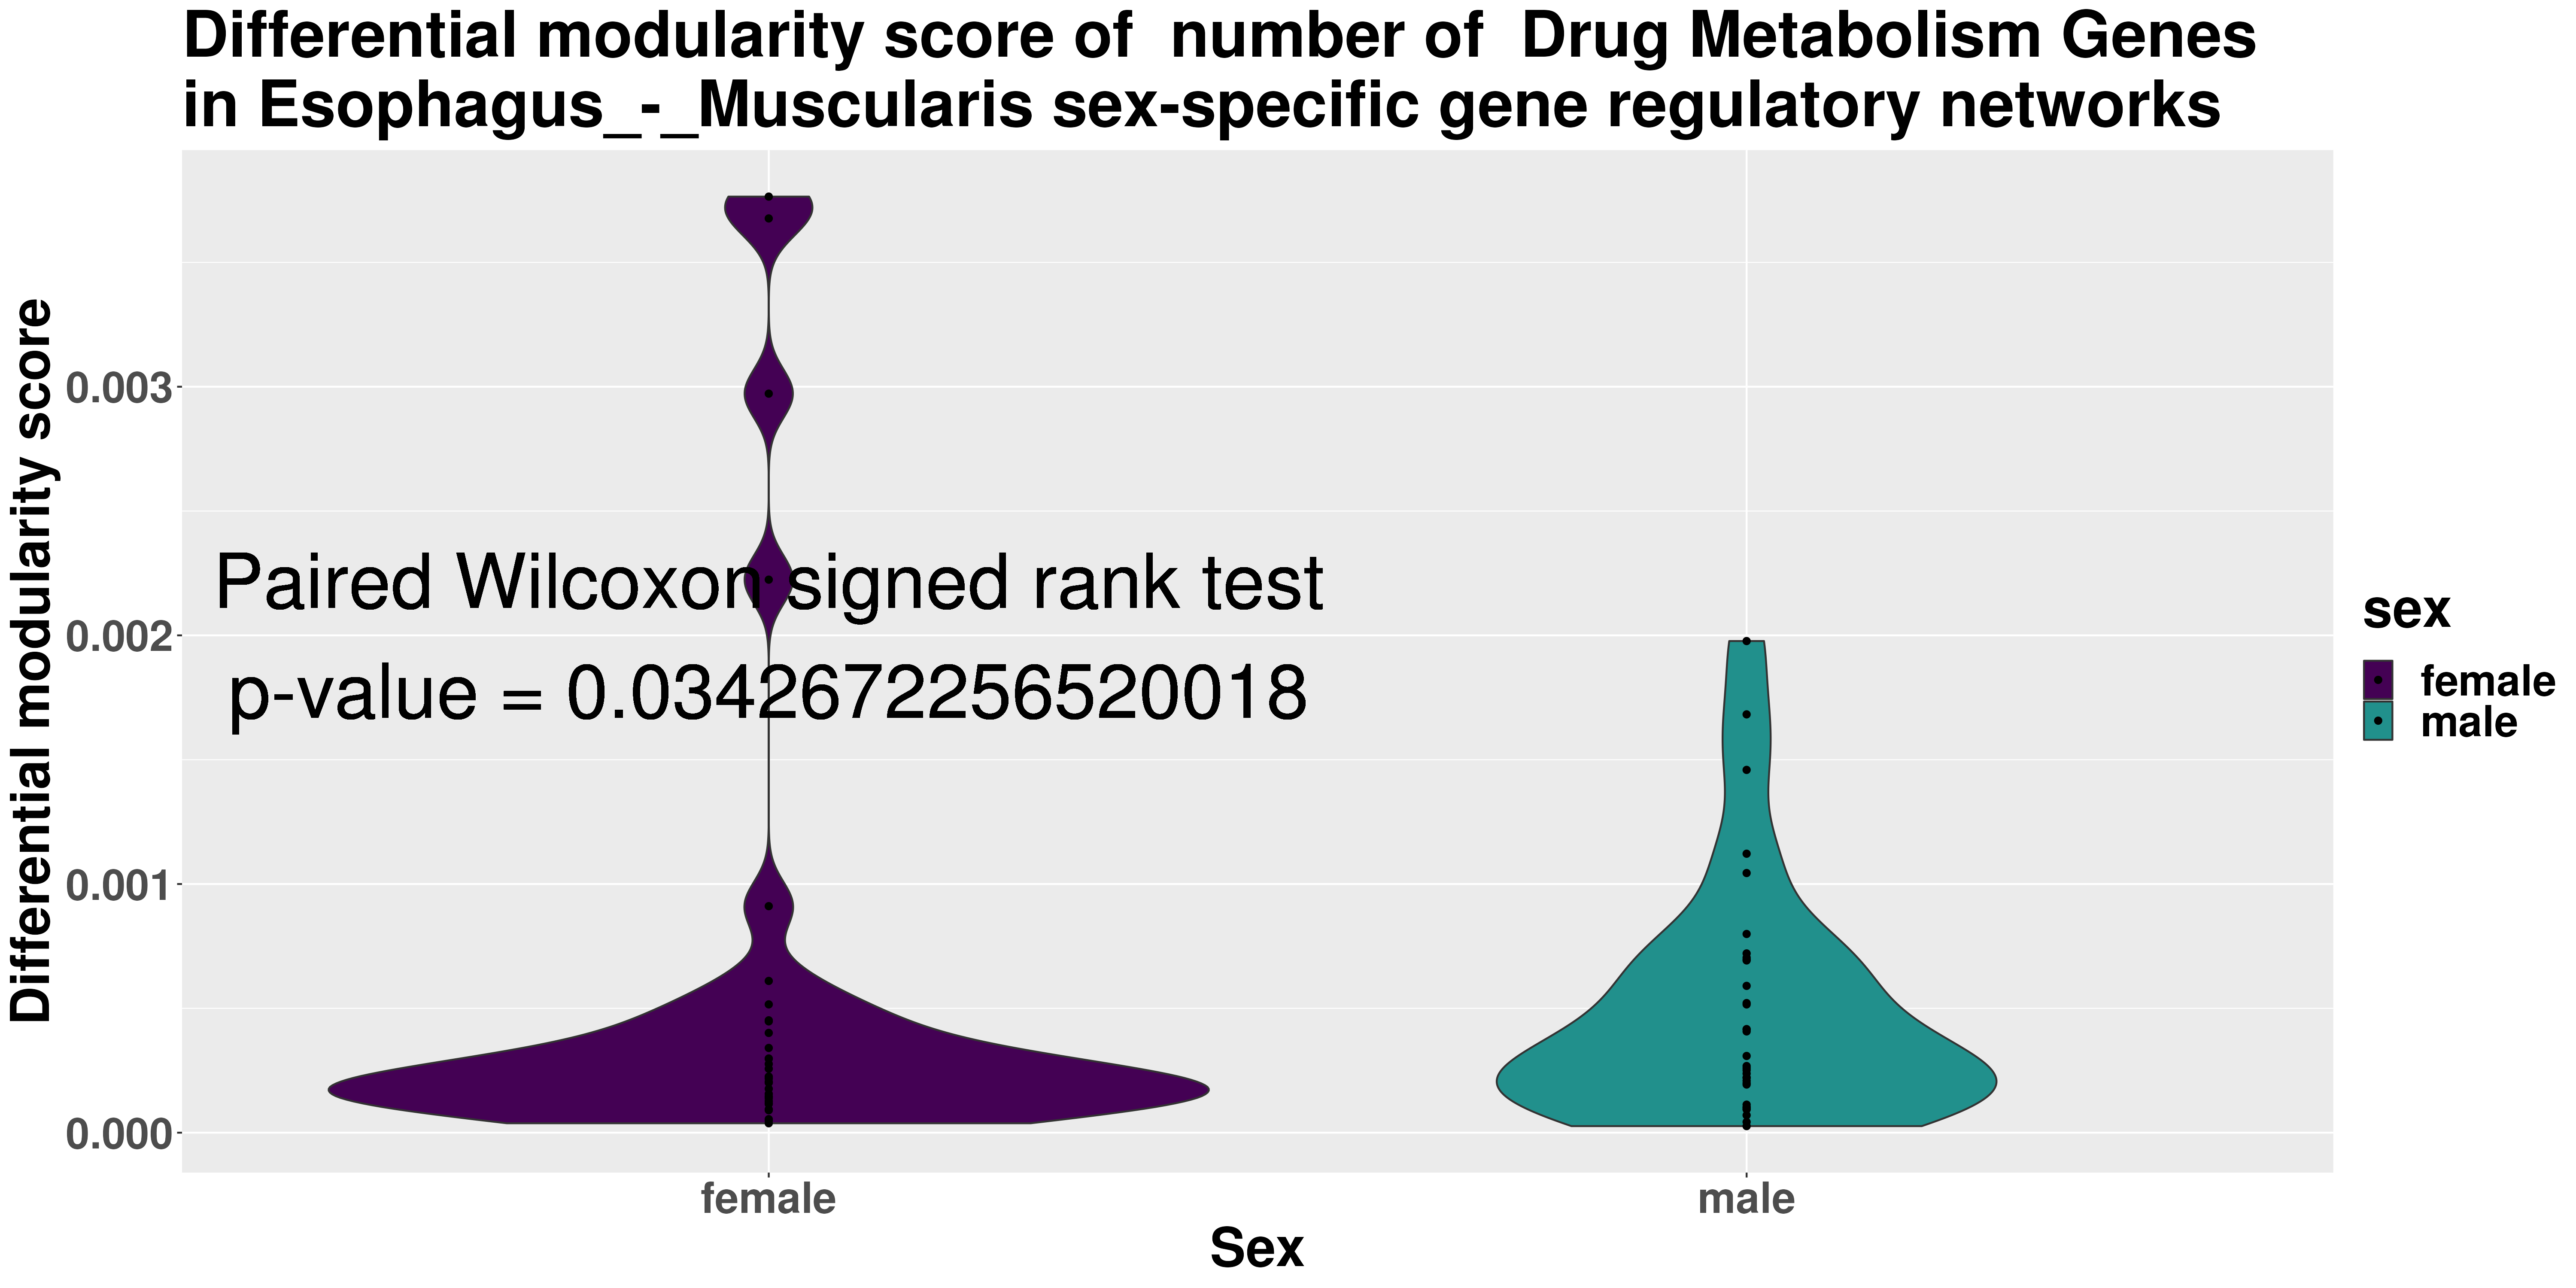 Differential modularity score of  number of  Drug Metabolism Genes
in Esophagus_-_Muscularis sex-specific gene regulatory networks
Differential modularity score
0.003
0.002
0.001
0.000
Paired Wilcoxon signed rank test
p-value = 0.0342672256520018
female
male
Sex
sex
female
male